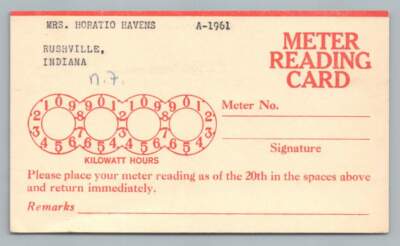 MRS. HORATIO HAVENS A-1961
RUSHVILLE,
INDIANA
n.f.
METER
READING
CARD
Meter No.
KILOWATT HOURS
Signature
Please place your meter reading as of the 20th in the spaces above
and return immediately.
Remarks